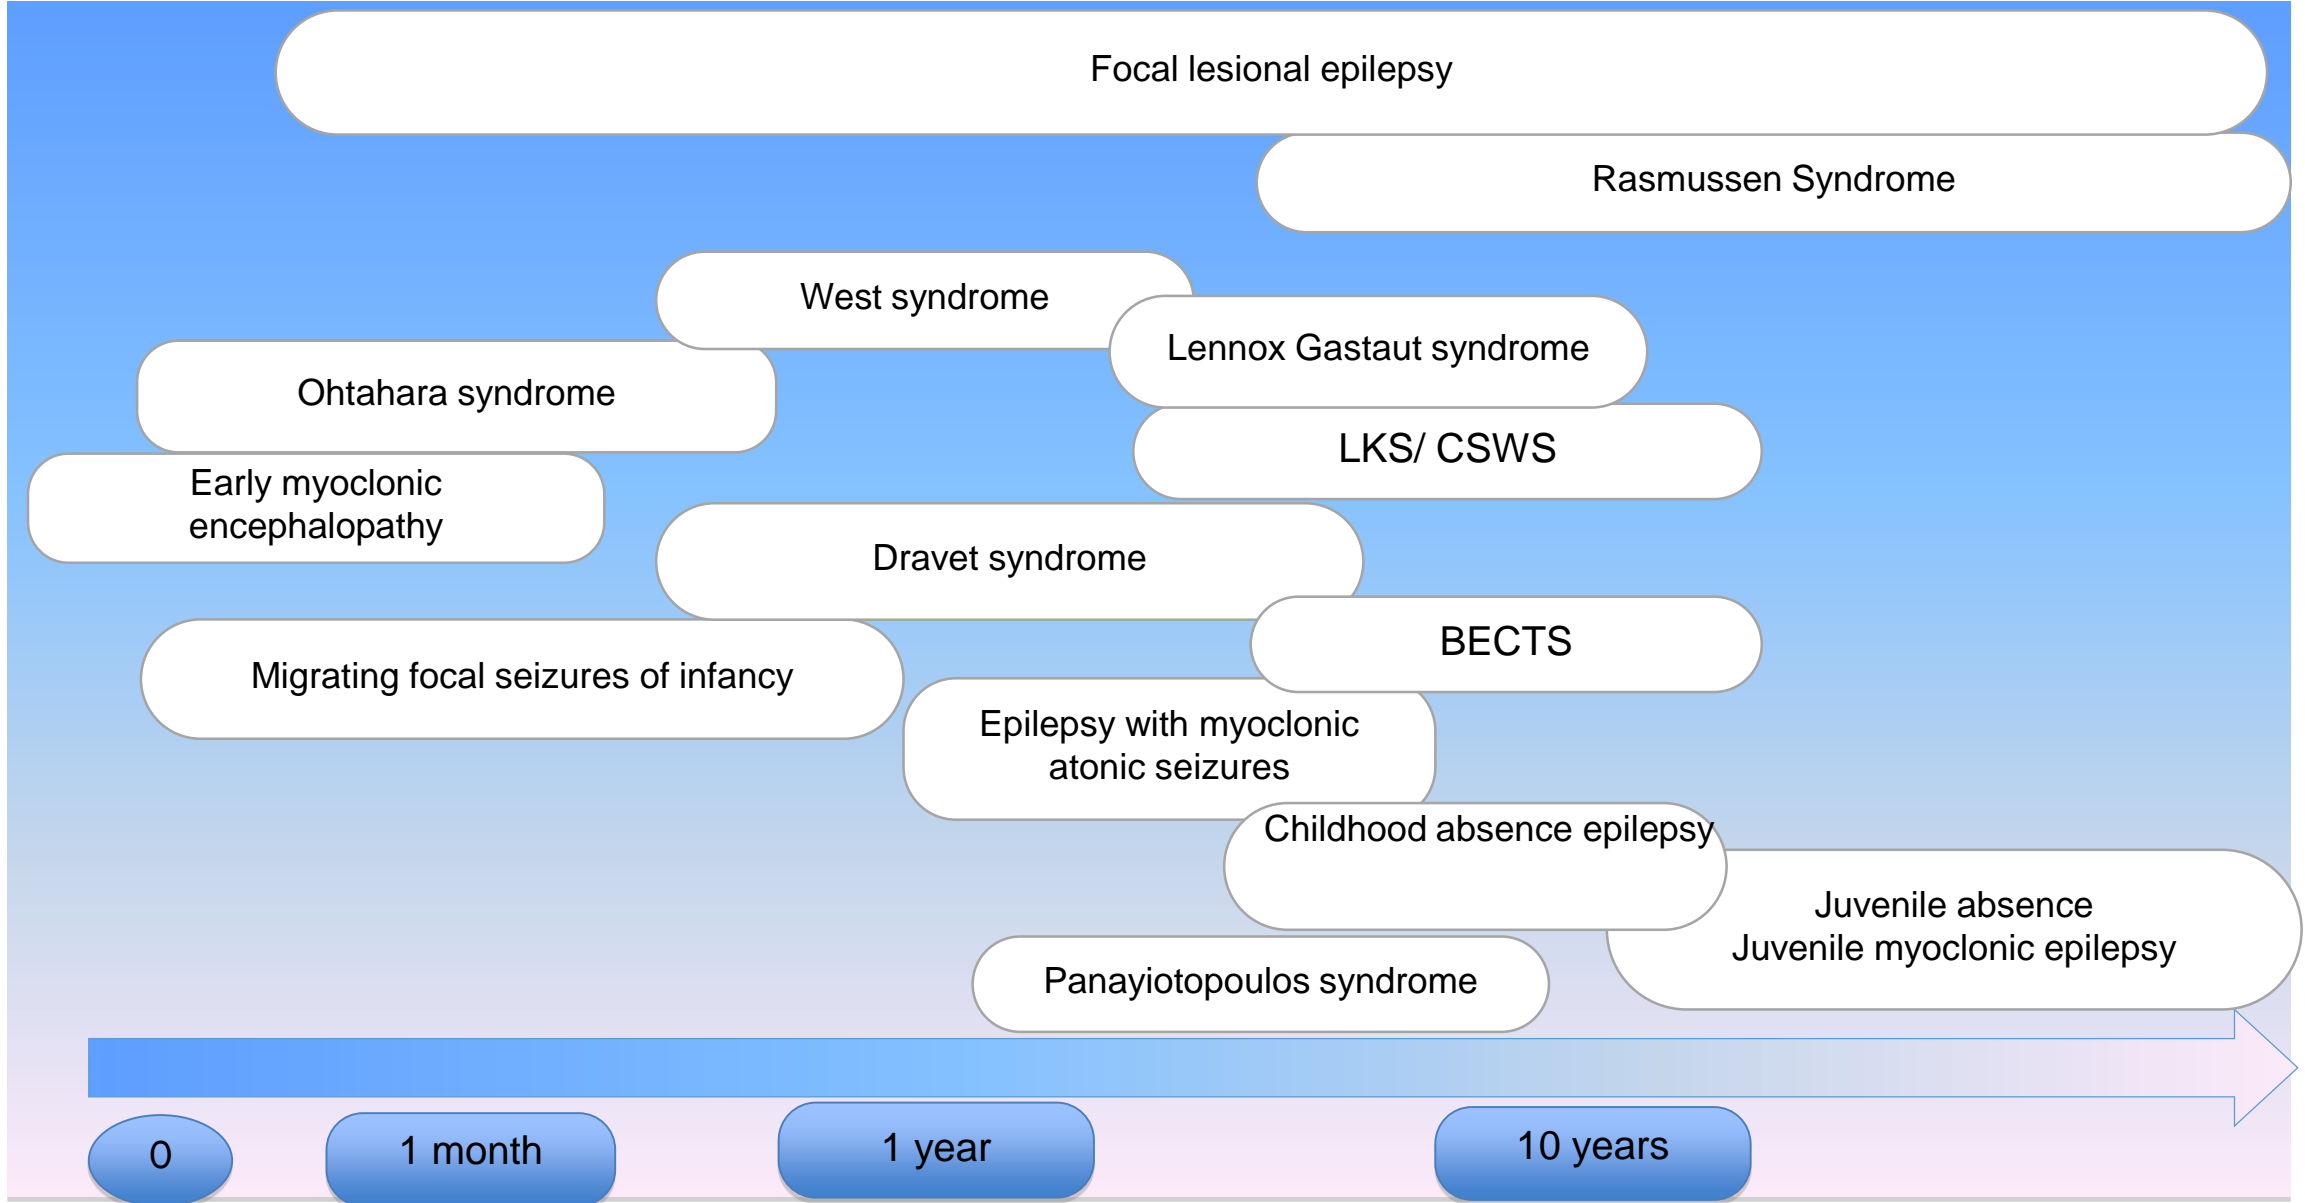 Focal lesional epilepsy
Rasmussen Syndrome
West syndrome
Lennox Gastaut syndrome
Ohtahara syndrome
LKS/ CSWS
Early myoclonic
encephalopathy
Dravet syndrome
BECTS
Migrating focal seizures of infancy
Epilepsy with myoclonic
atonic seizures
Childhood absence epilepsy
Juvenile absence
Juvenile myoclonic epilepsy
Panayiotopoulos syndrome
0
1 month
1 year
10 years